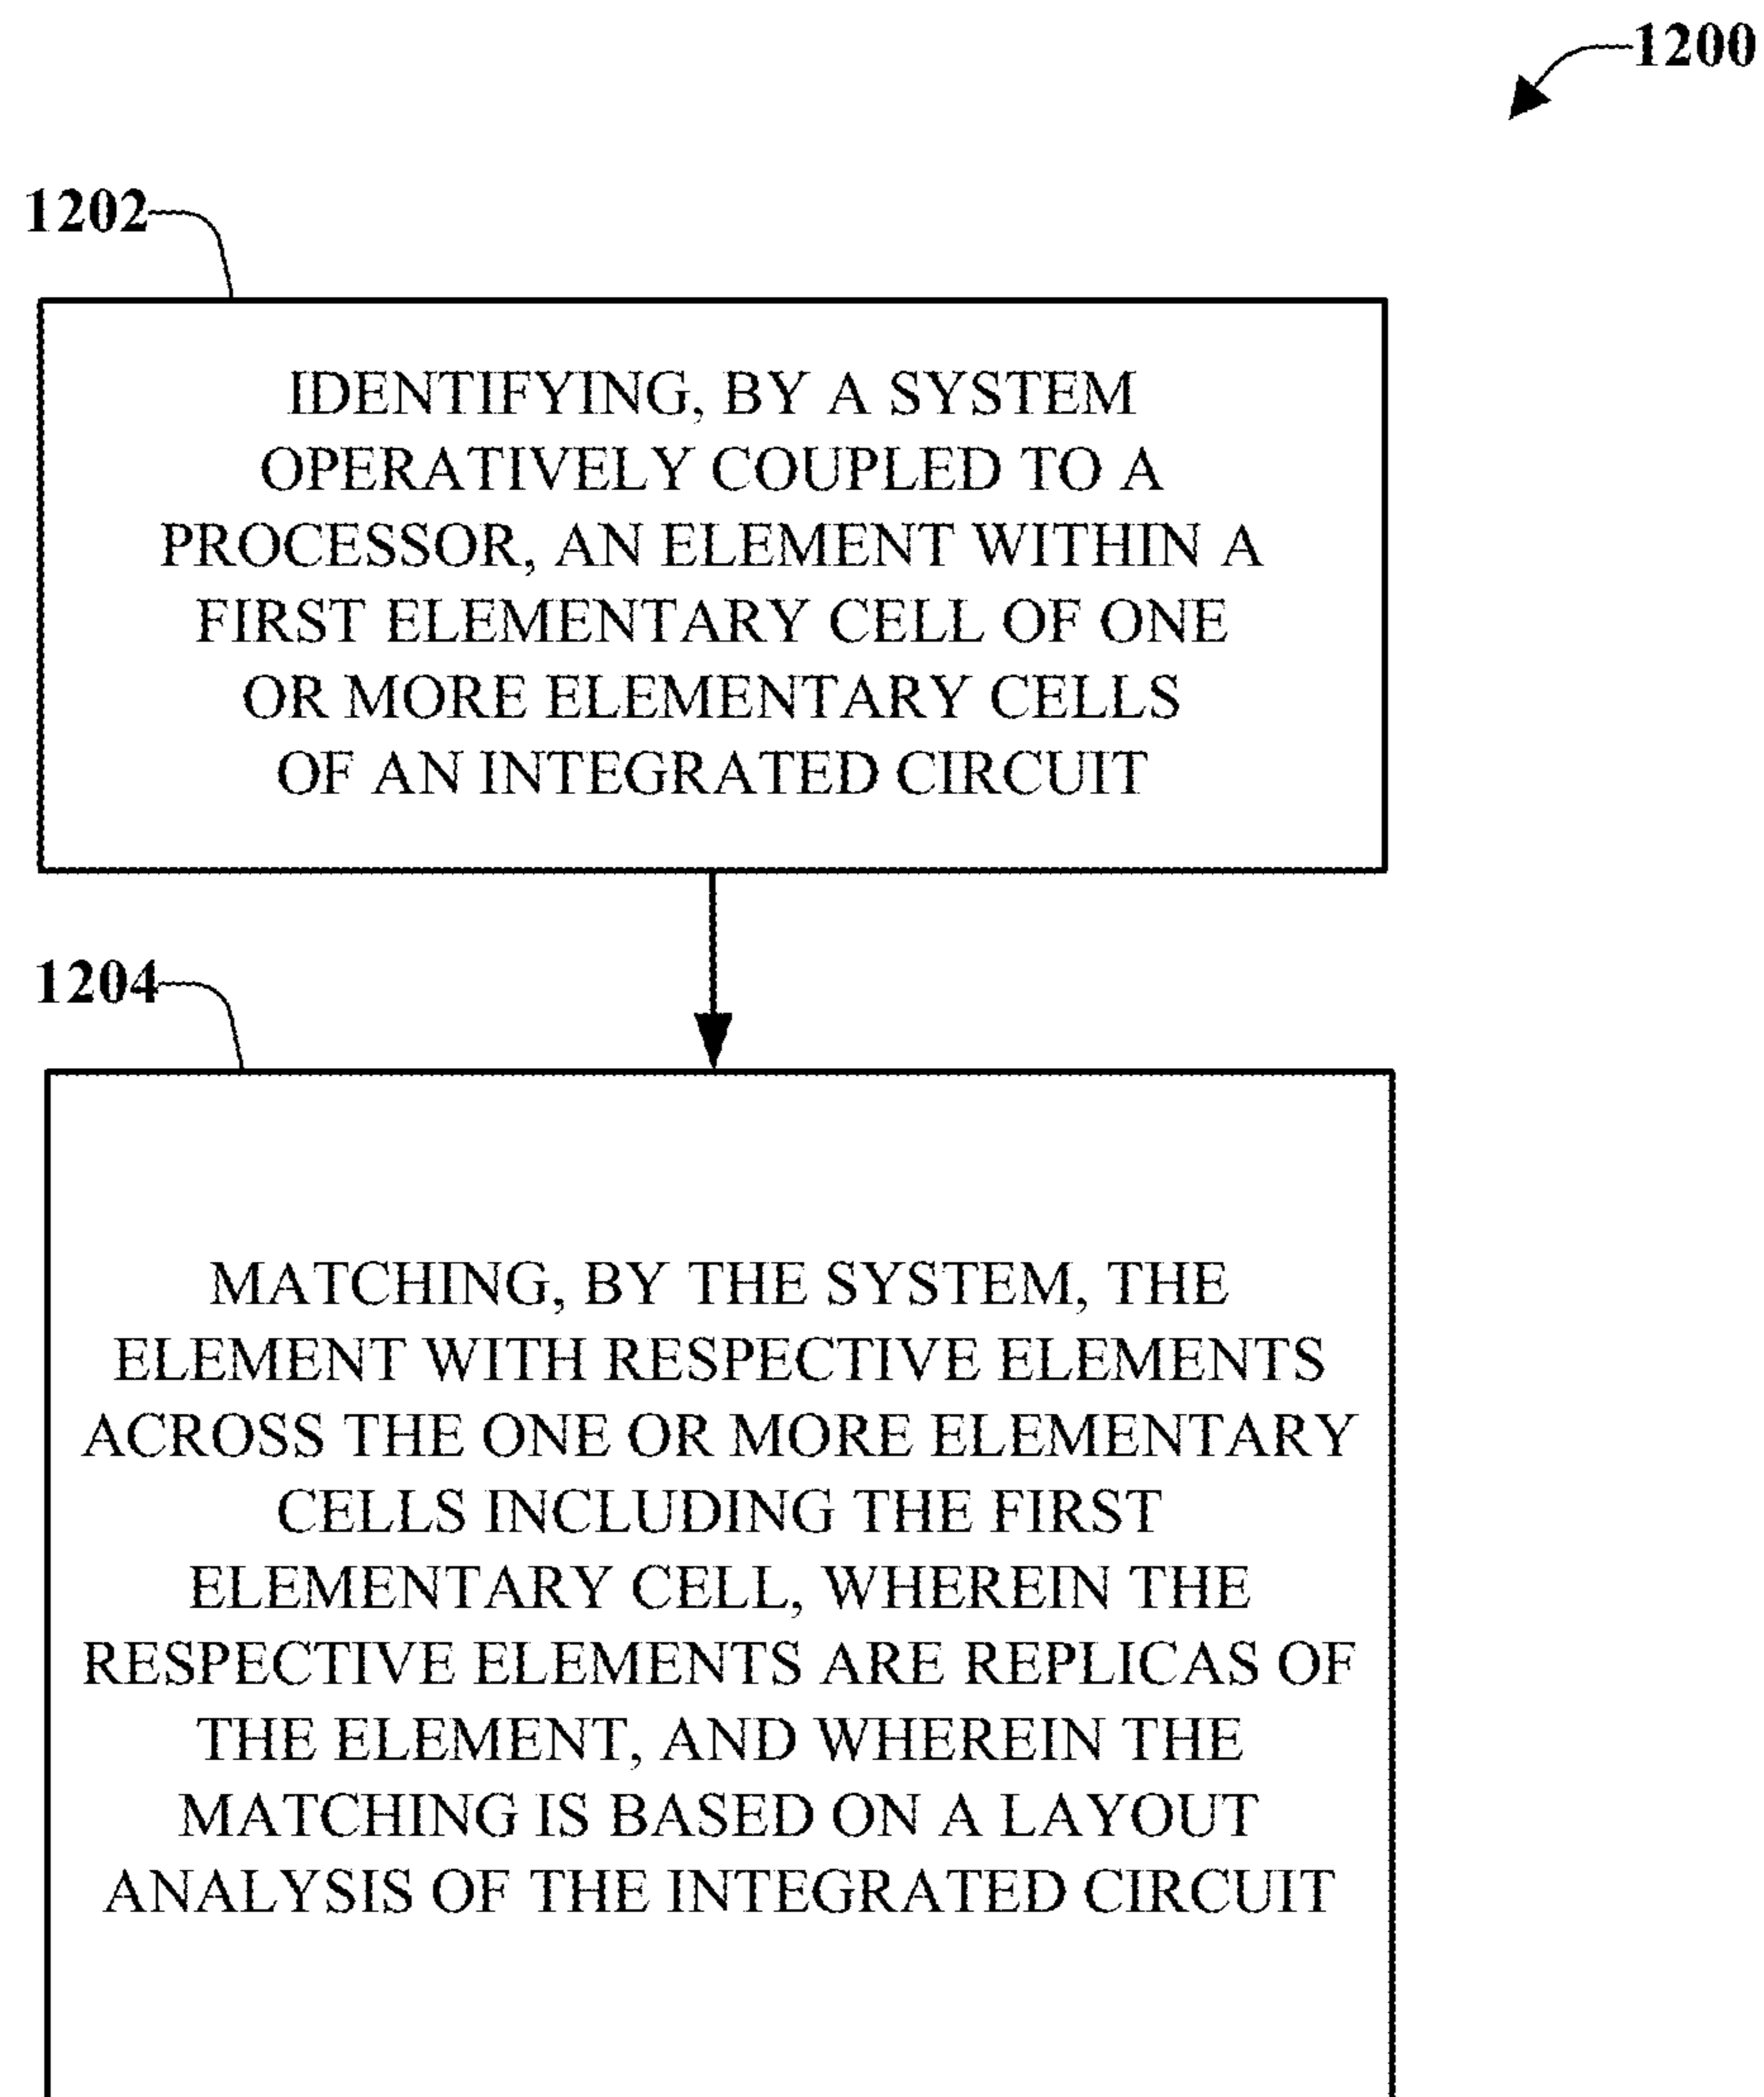 1200
1202
IDENTIFYING, BY A SYSTEM
OPERATIVELY COUPLED TO A
PROCESSOR, AN ELEMENT WITHIN A
FIRST ELEMENTARY CELL OF ONE
OR MORE ELEMENTARY CELLS
OF AN INTEGRATED CIRCUIT
1204
MATCHING, BY THE SYSTEM, THE
ELEMENT WITH RESPECTIVE ELEMENTS
ACROSS THE ONE OR MORE ELEMENTARY
CELLS INCLUDING THE FIRST
ELEMENTARY CELL, WHEREIN THE
RESPECTIVE ELEMENTS ARE REPLICAS OF
THE ELEMENT, AND WHEREIN THE
MATCHING IS BASED ON A LAYOUT
ANALYSIS OF THE INTEGRATED CIRCUIT